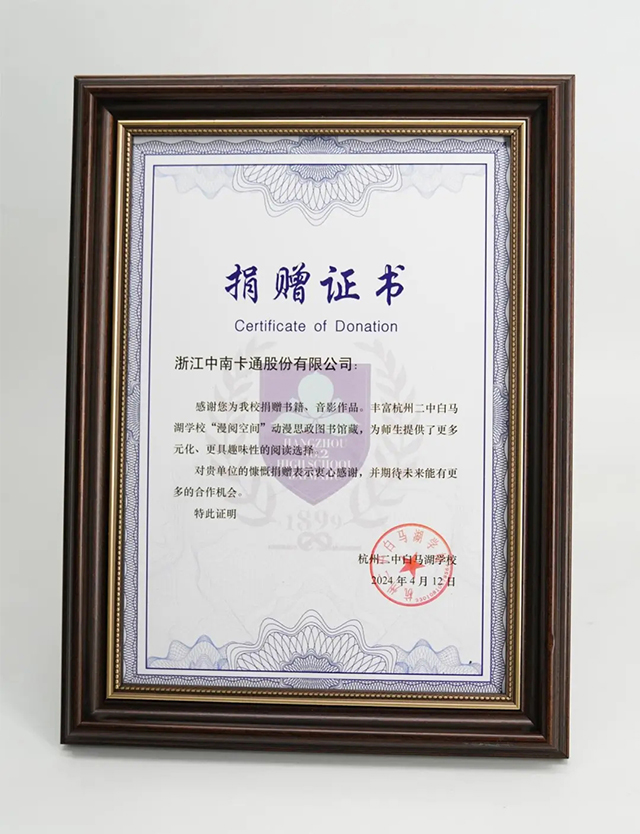 捐赠证书
Certificate of Donation
浙江中南卡通股份有限公司:
感谢您为我校捐赠书籍、音影作品。丰富杭州二中白马
湖学校“漫阅空间”动漫思政图书馆藏，为师生提供了更多
元化、更具趣味性的阅读选择。
对贵单位的慷慨捐赠表示衷心感谢，并期待未来能有更
多的合作机会。
特此证明
HANGZHOU
HIGH SCHOOL
1899
杭州二中白马湖学校
2024 年 4 月 12 日